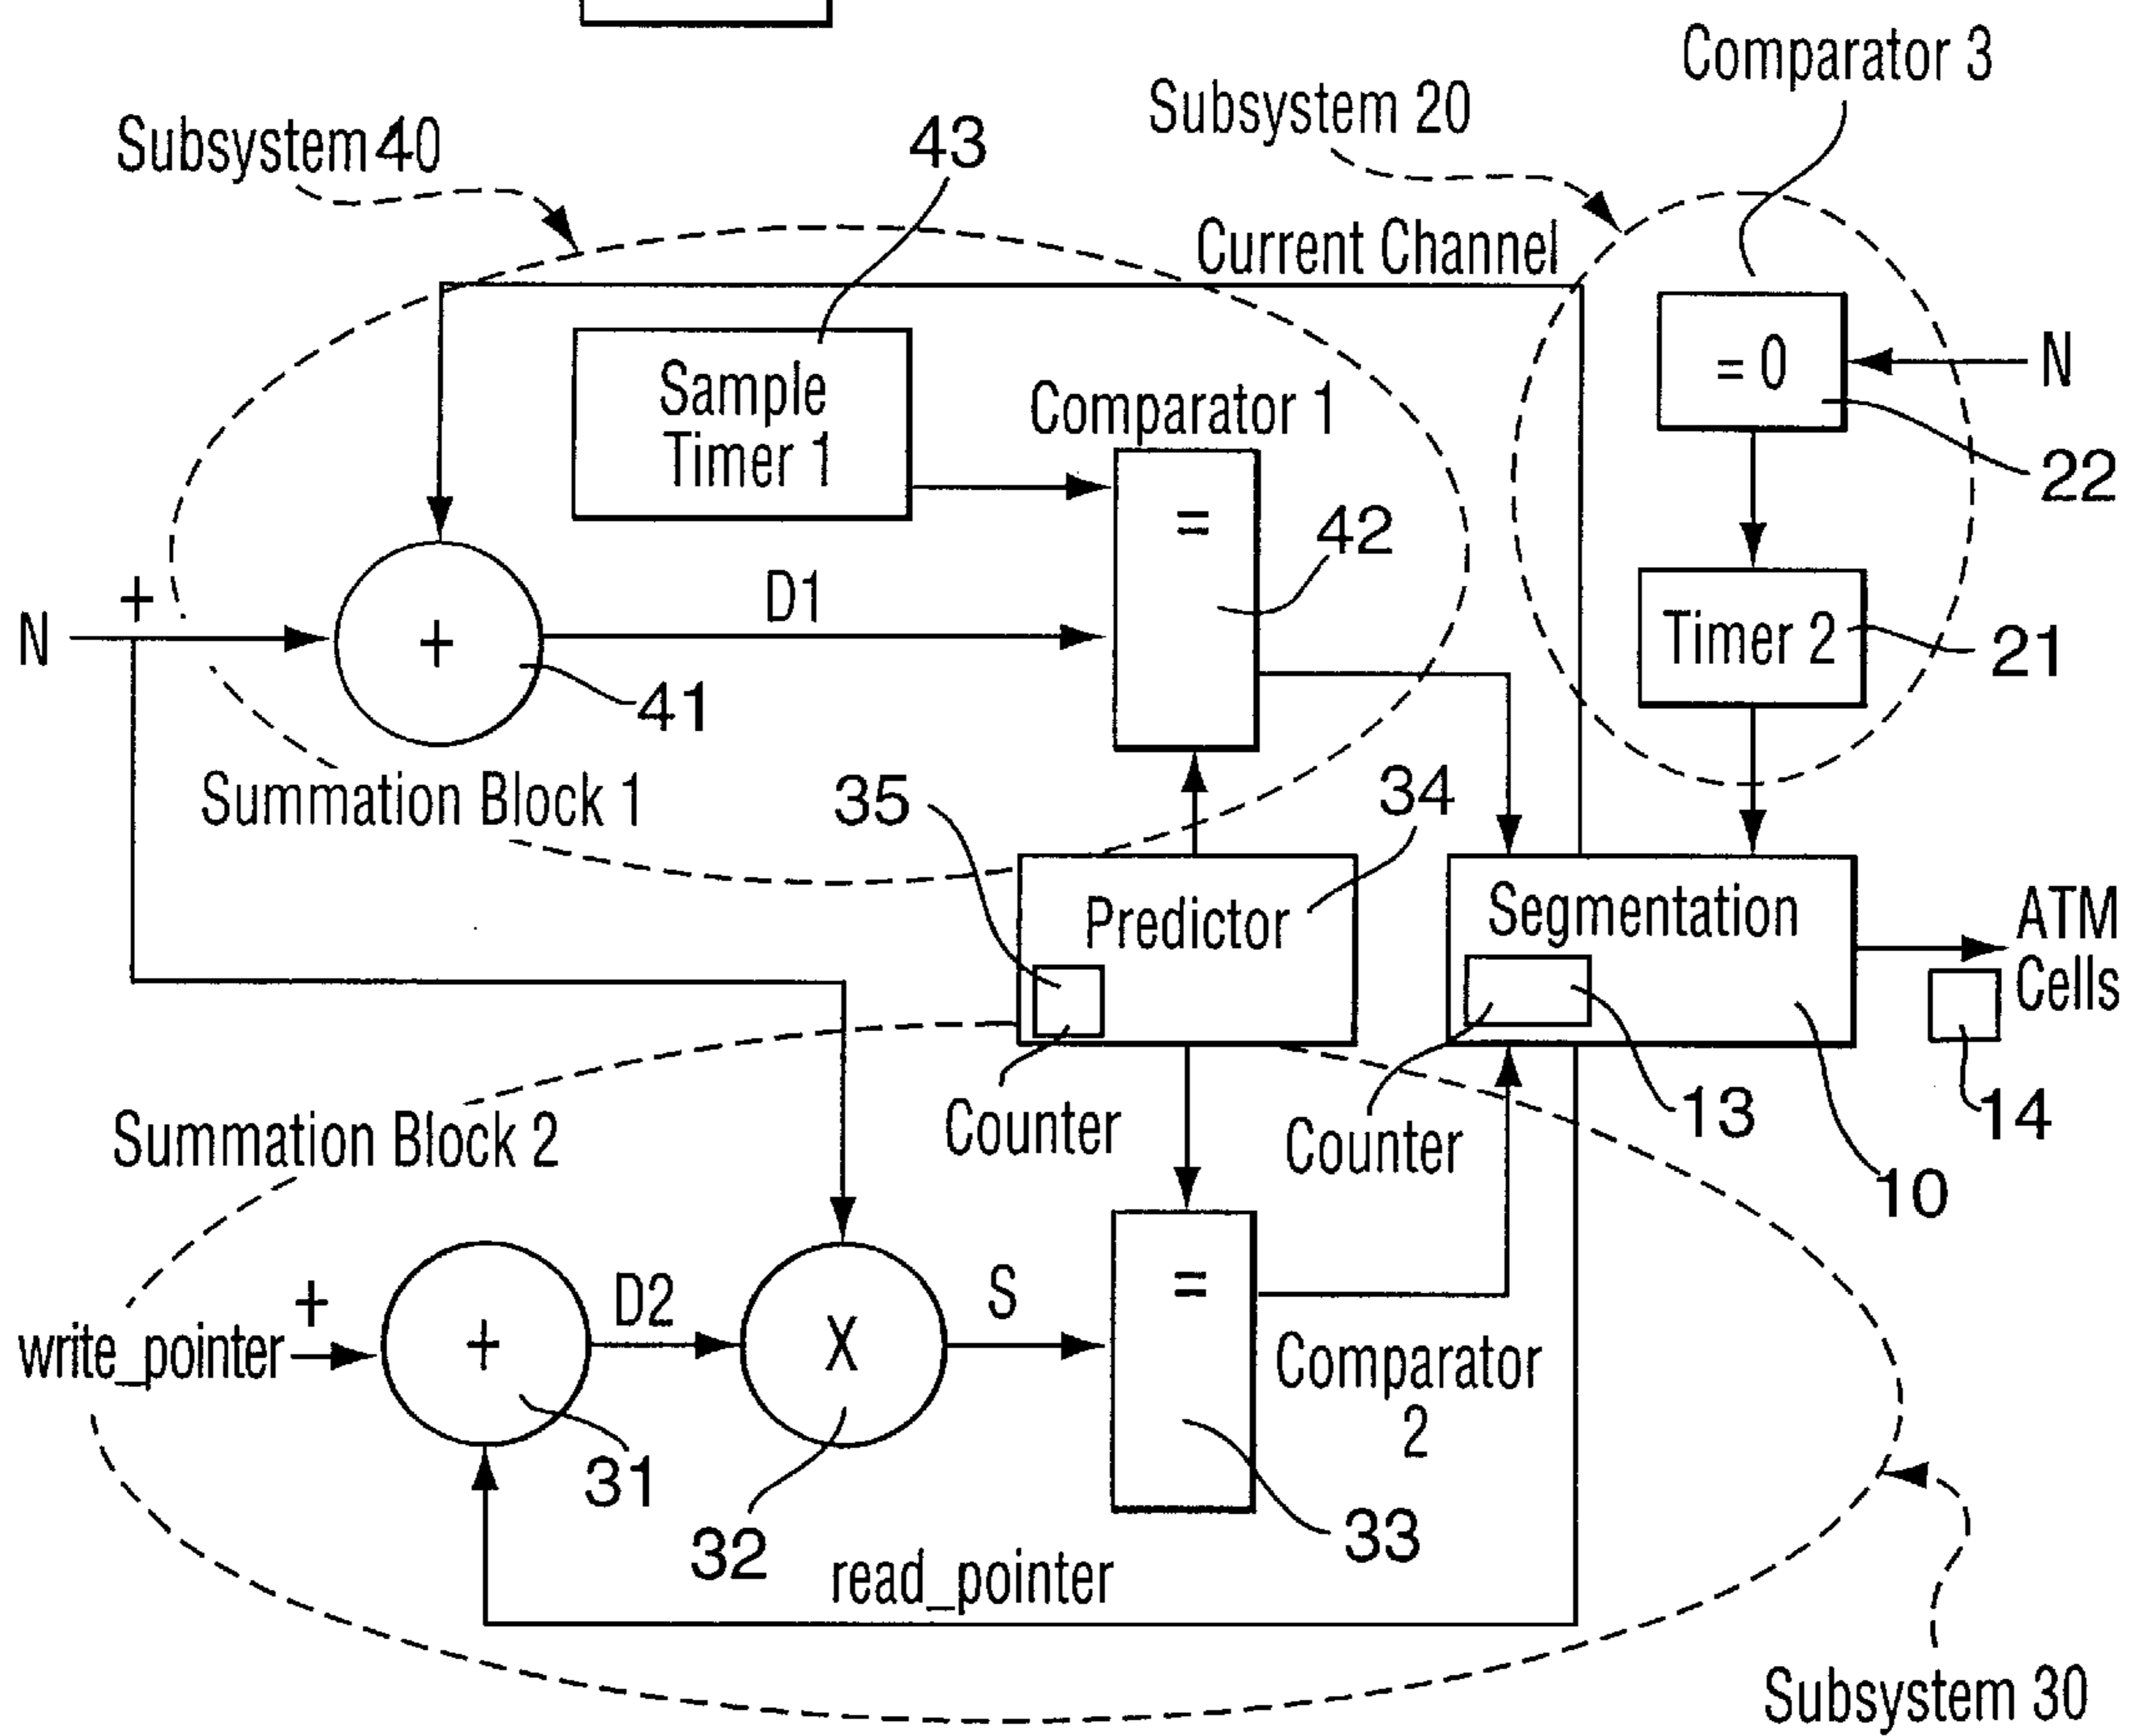 Comparator 3
Subsystem 20
Subsystem 40
43
Current Channel
= 0
N
Sample
Timer 1
Comparator 1
22
=
42
+
N
+
D1
Timer 2
21
41
Summation Block 1
35
34
Predictor
Segmentation
ATM
Cells
Counter
Counter
13
14
10
Summation Block 2
+
write_pointer
+
D2
X
S
=
Comparator
2
31
32
33
read_pointer
Subsystem 30